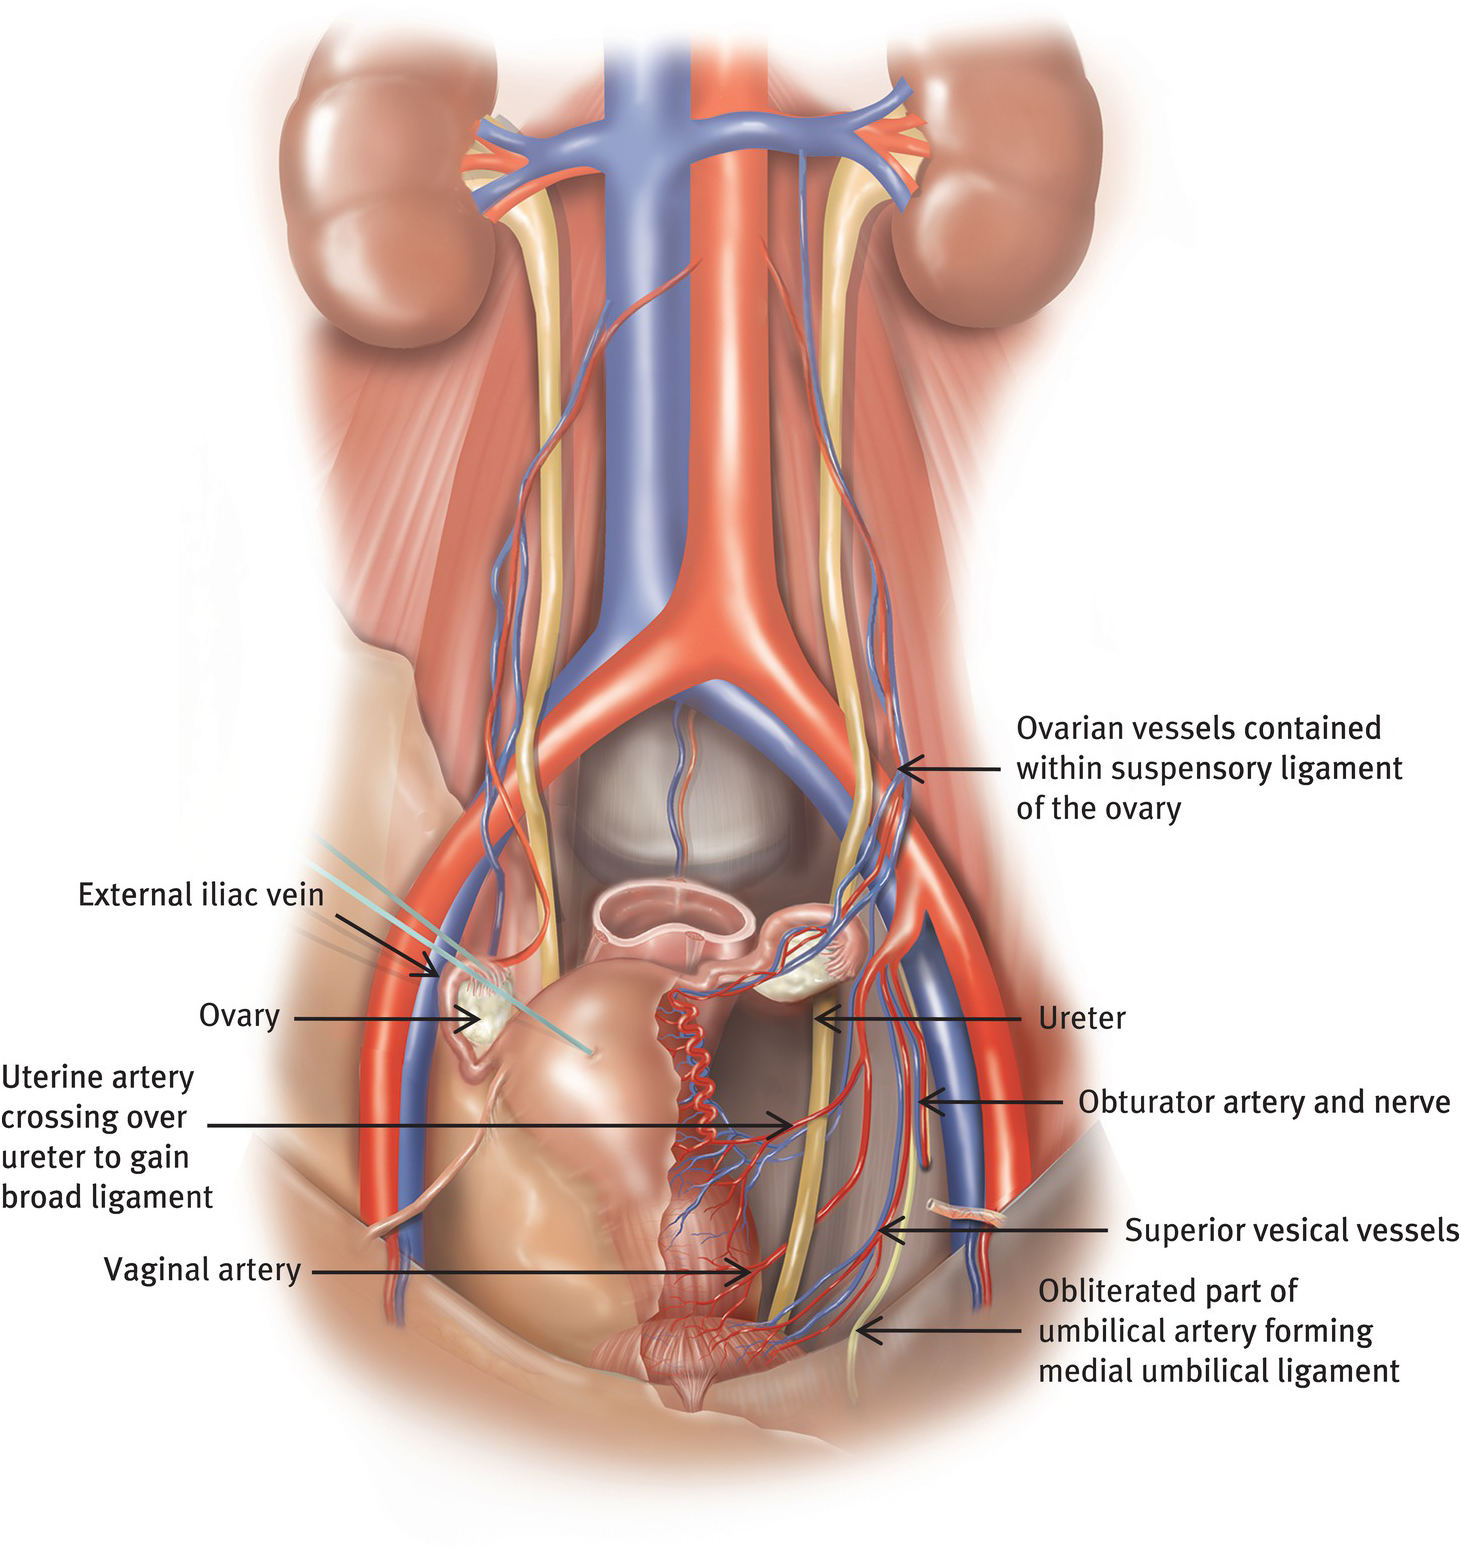 Ovarian vessels contained
within suspensory ligament
of the ovary
External iliac vein
Ovary
Ureter
Uterine artery
crossing over
ureter to gain
broad ligament
Obturator artery and nerve
Superior vesical vessels
Vaginal artery
Obliterated part of
umbilical artery forming
medial umbilical ligament